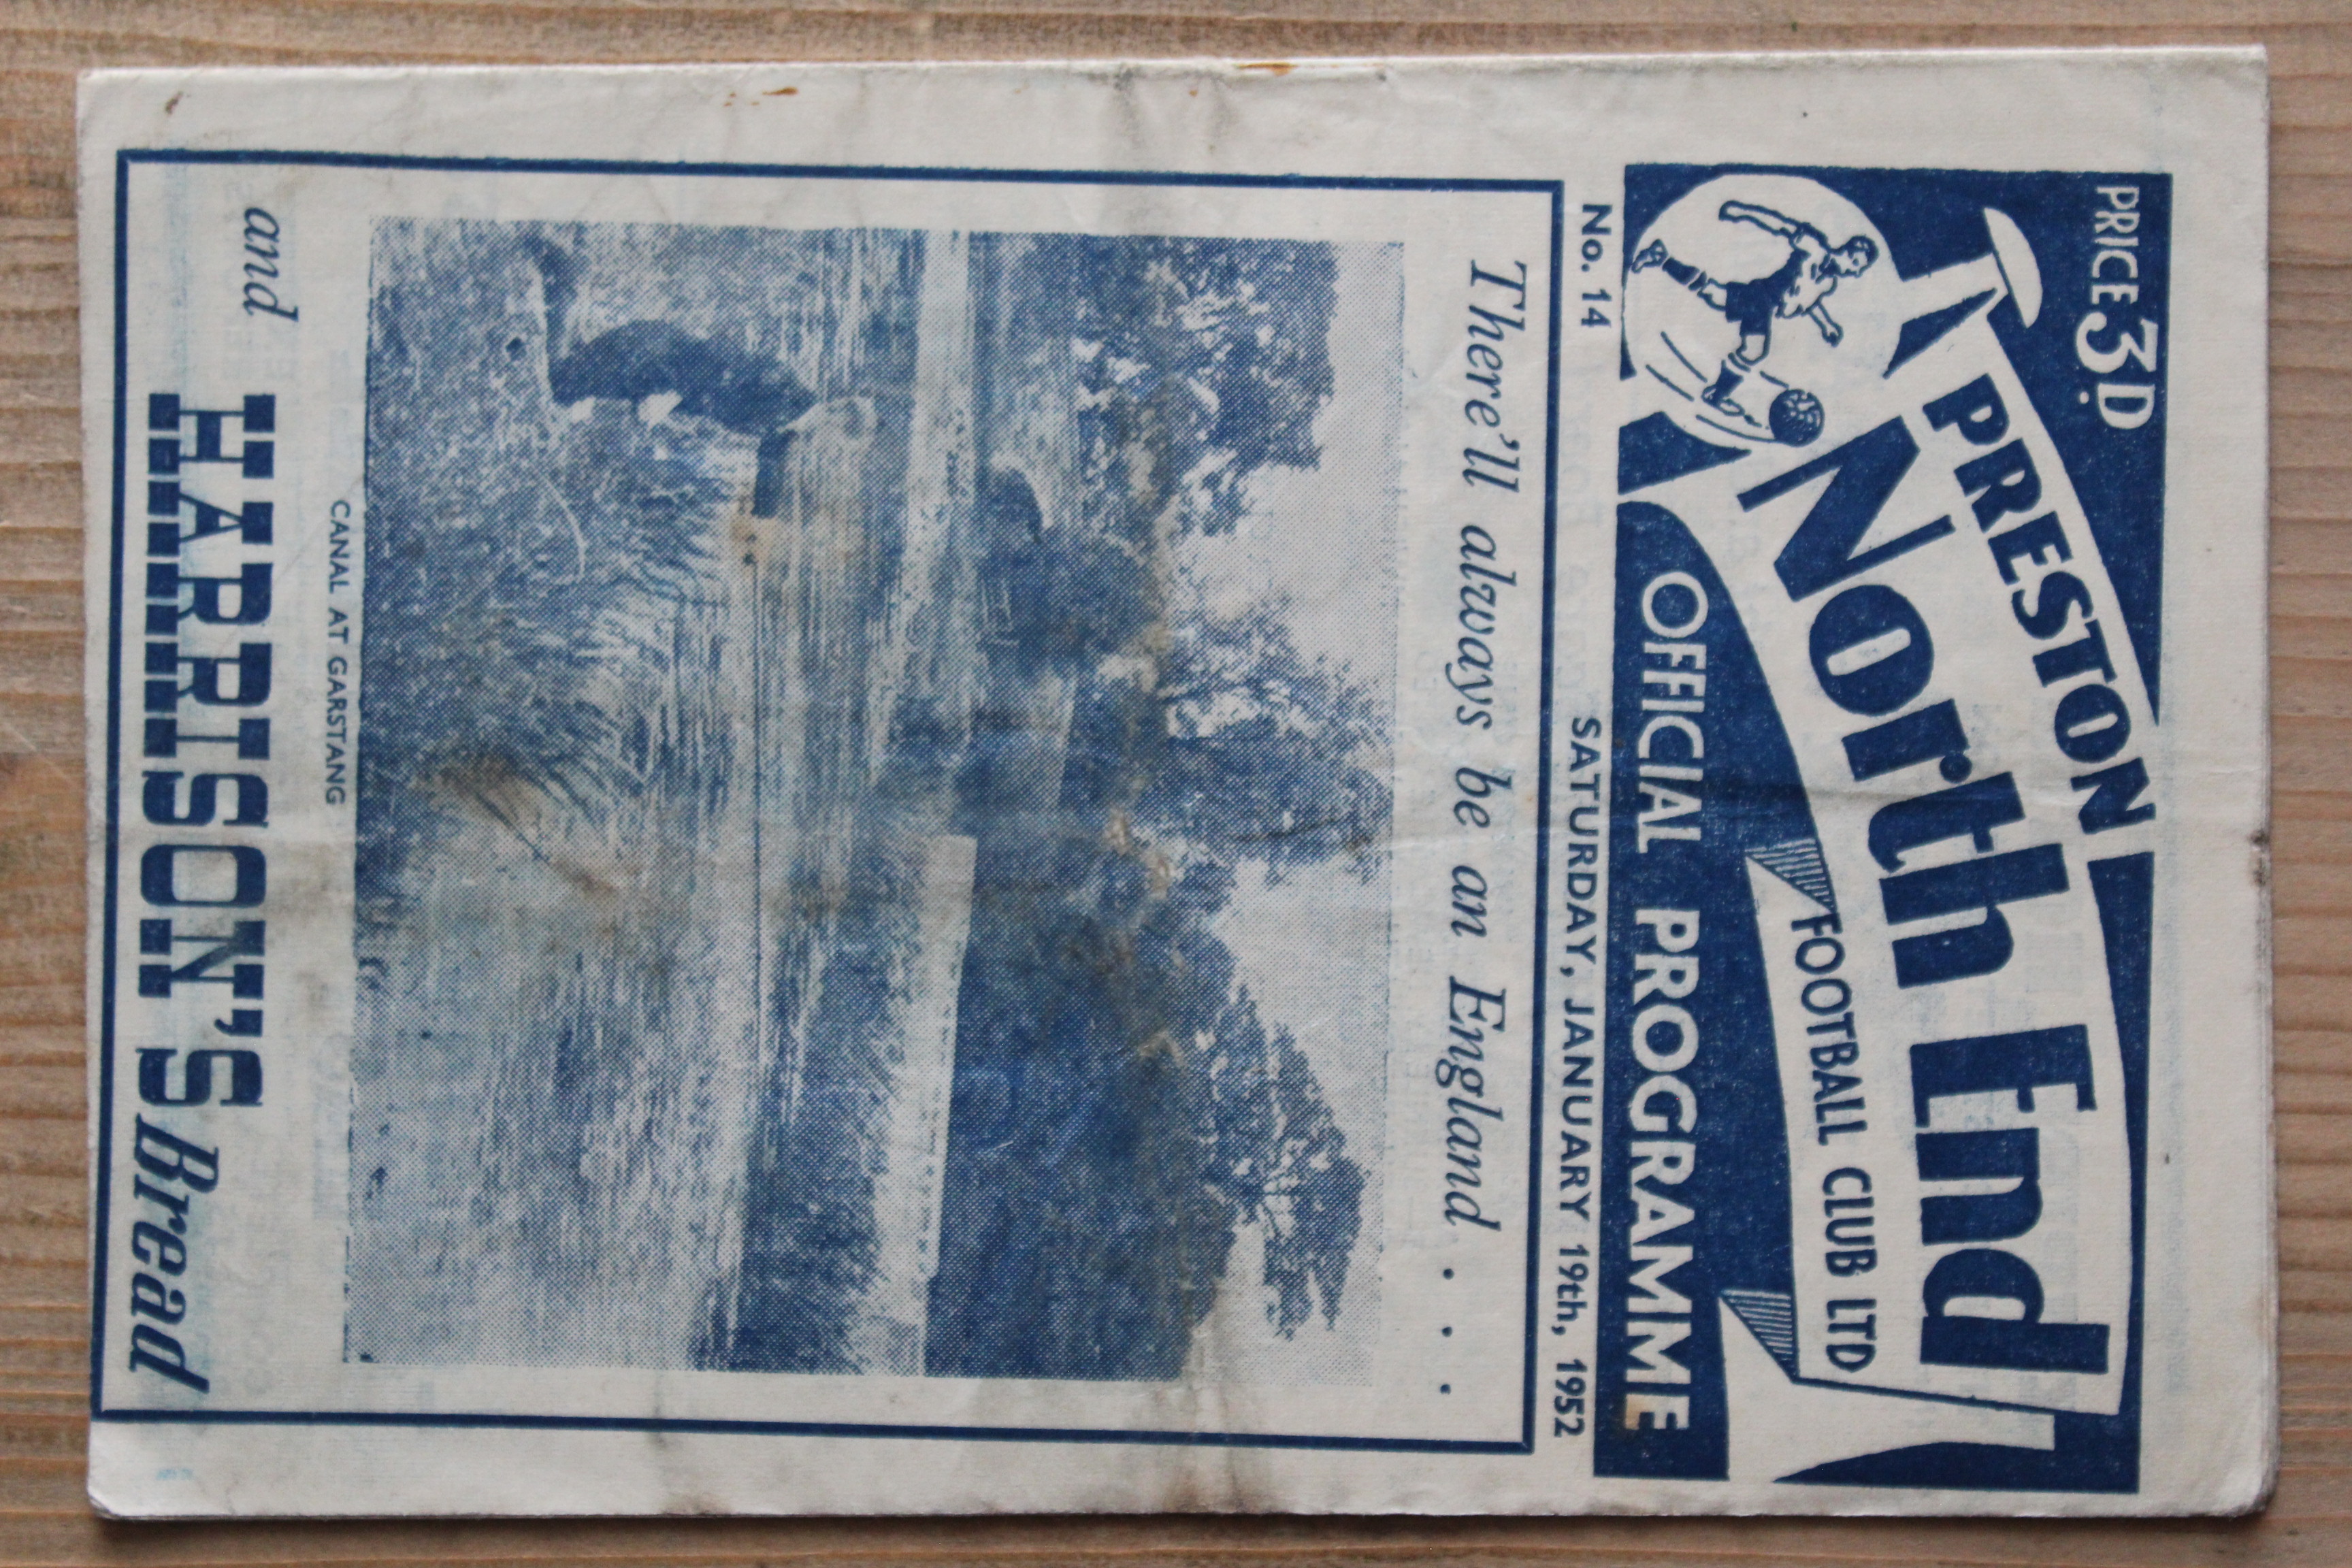 PRICE 3D.
PRESTON
North End
FOOTBALL CLUB LTD
OFFICIAL PROGRAMME
No. 14 SATURDAY, JANUARY 19th, 1952
There'll always be an England . . .
CANAL AT GARSTANG
and HARRISON'S Bread